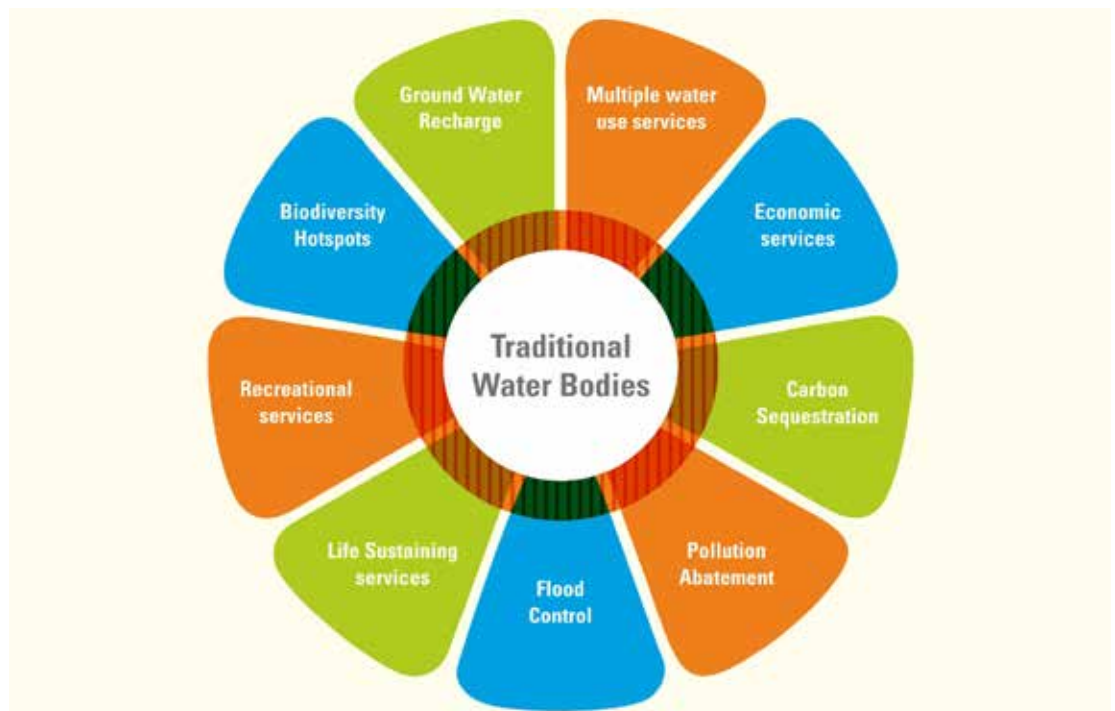 Traditional
Water Bodies
Multiple water
use services
Economic
services
Carbon
Sequestration
Pollution
Abatement
Flood
Control
Life Sustaining
services
Recreational
services
Biodiversity
Hotspots
Ground Water
Recharge